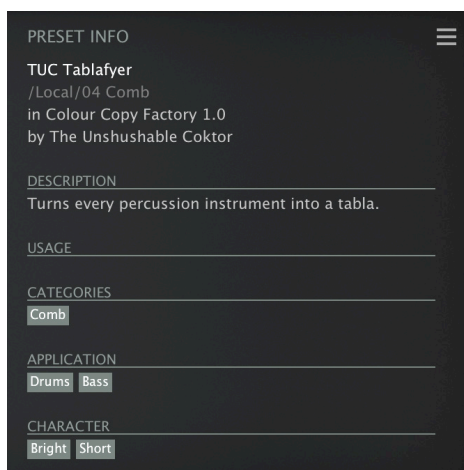 PRESET INFO
TUC Tablafyer
/Local/04 Comb
in Colour Copy Factory 1.0
by The Unshushable Coktor
DESCRIPTION
Turns every percussion instrument into a tabla.
USAGE
CATEGORIES
Comb
APPLICATION
Drums Bass
CHARACTER
Bright Short